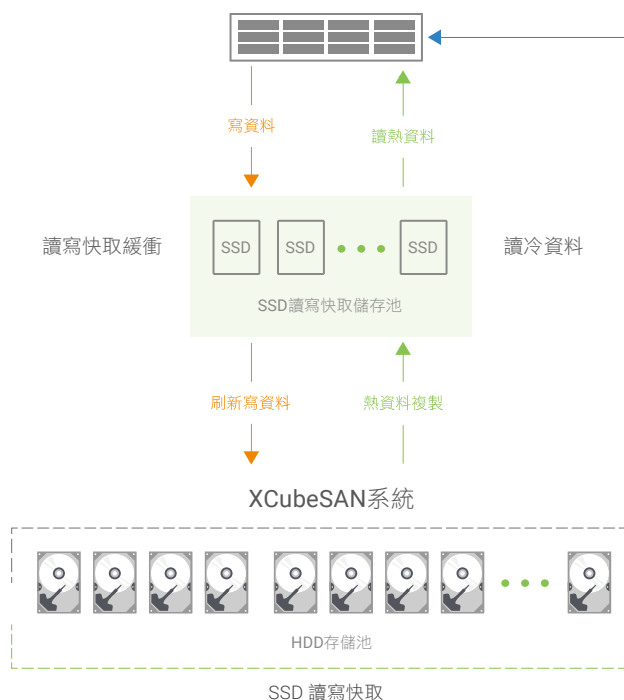 寫資料
讀熱資料
讀寫快取緩衝
SSD
SSD
SSD
讀冷資料
SSD讀寫快取儲存池
刷新寫資料
熱資料複製
XCubeSAN系統
HDD存儲池
SSD 讀寫快取